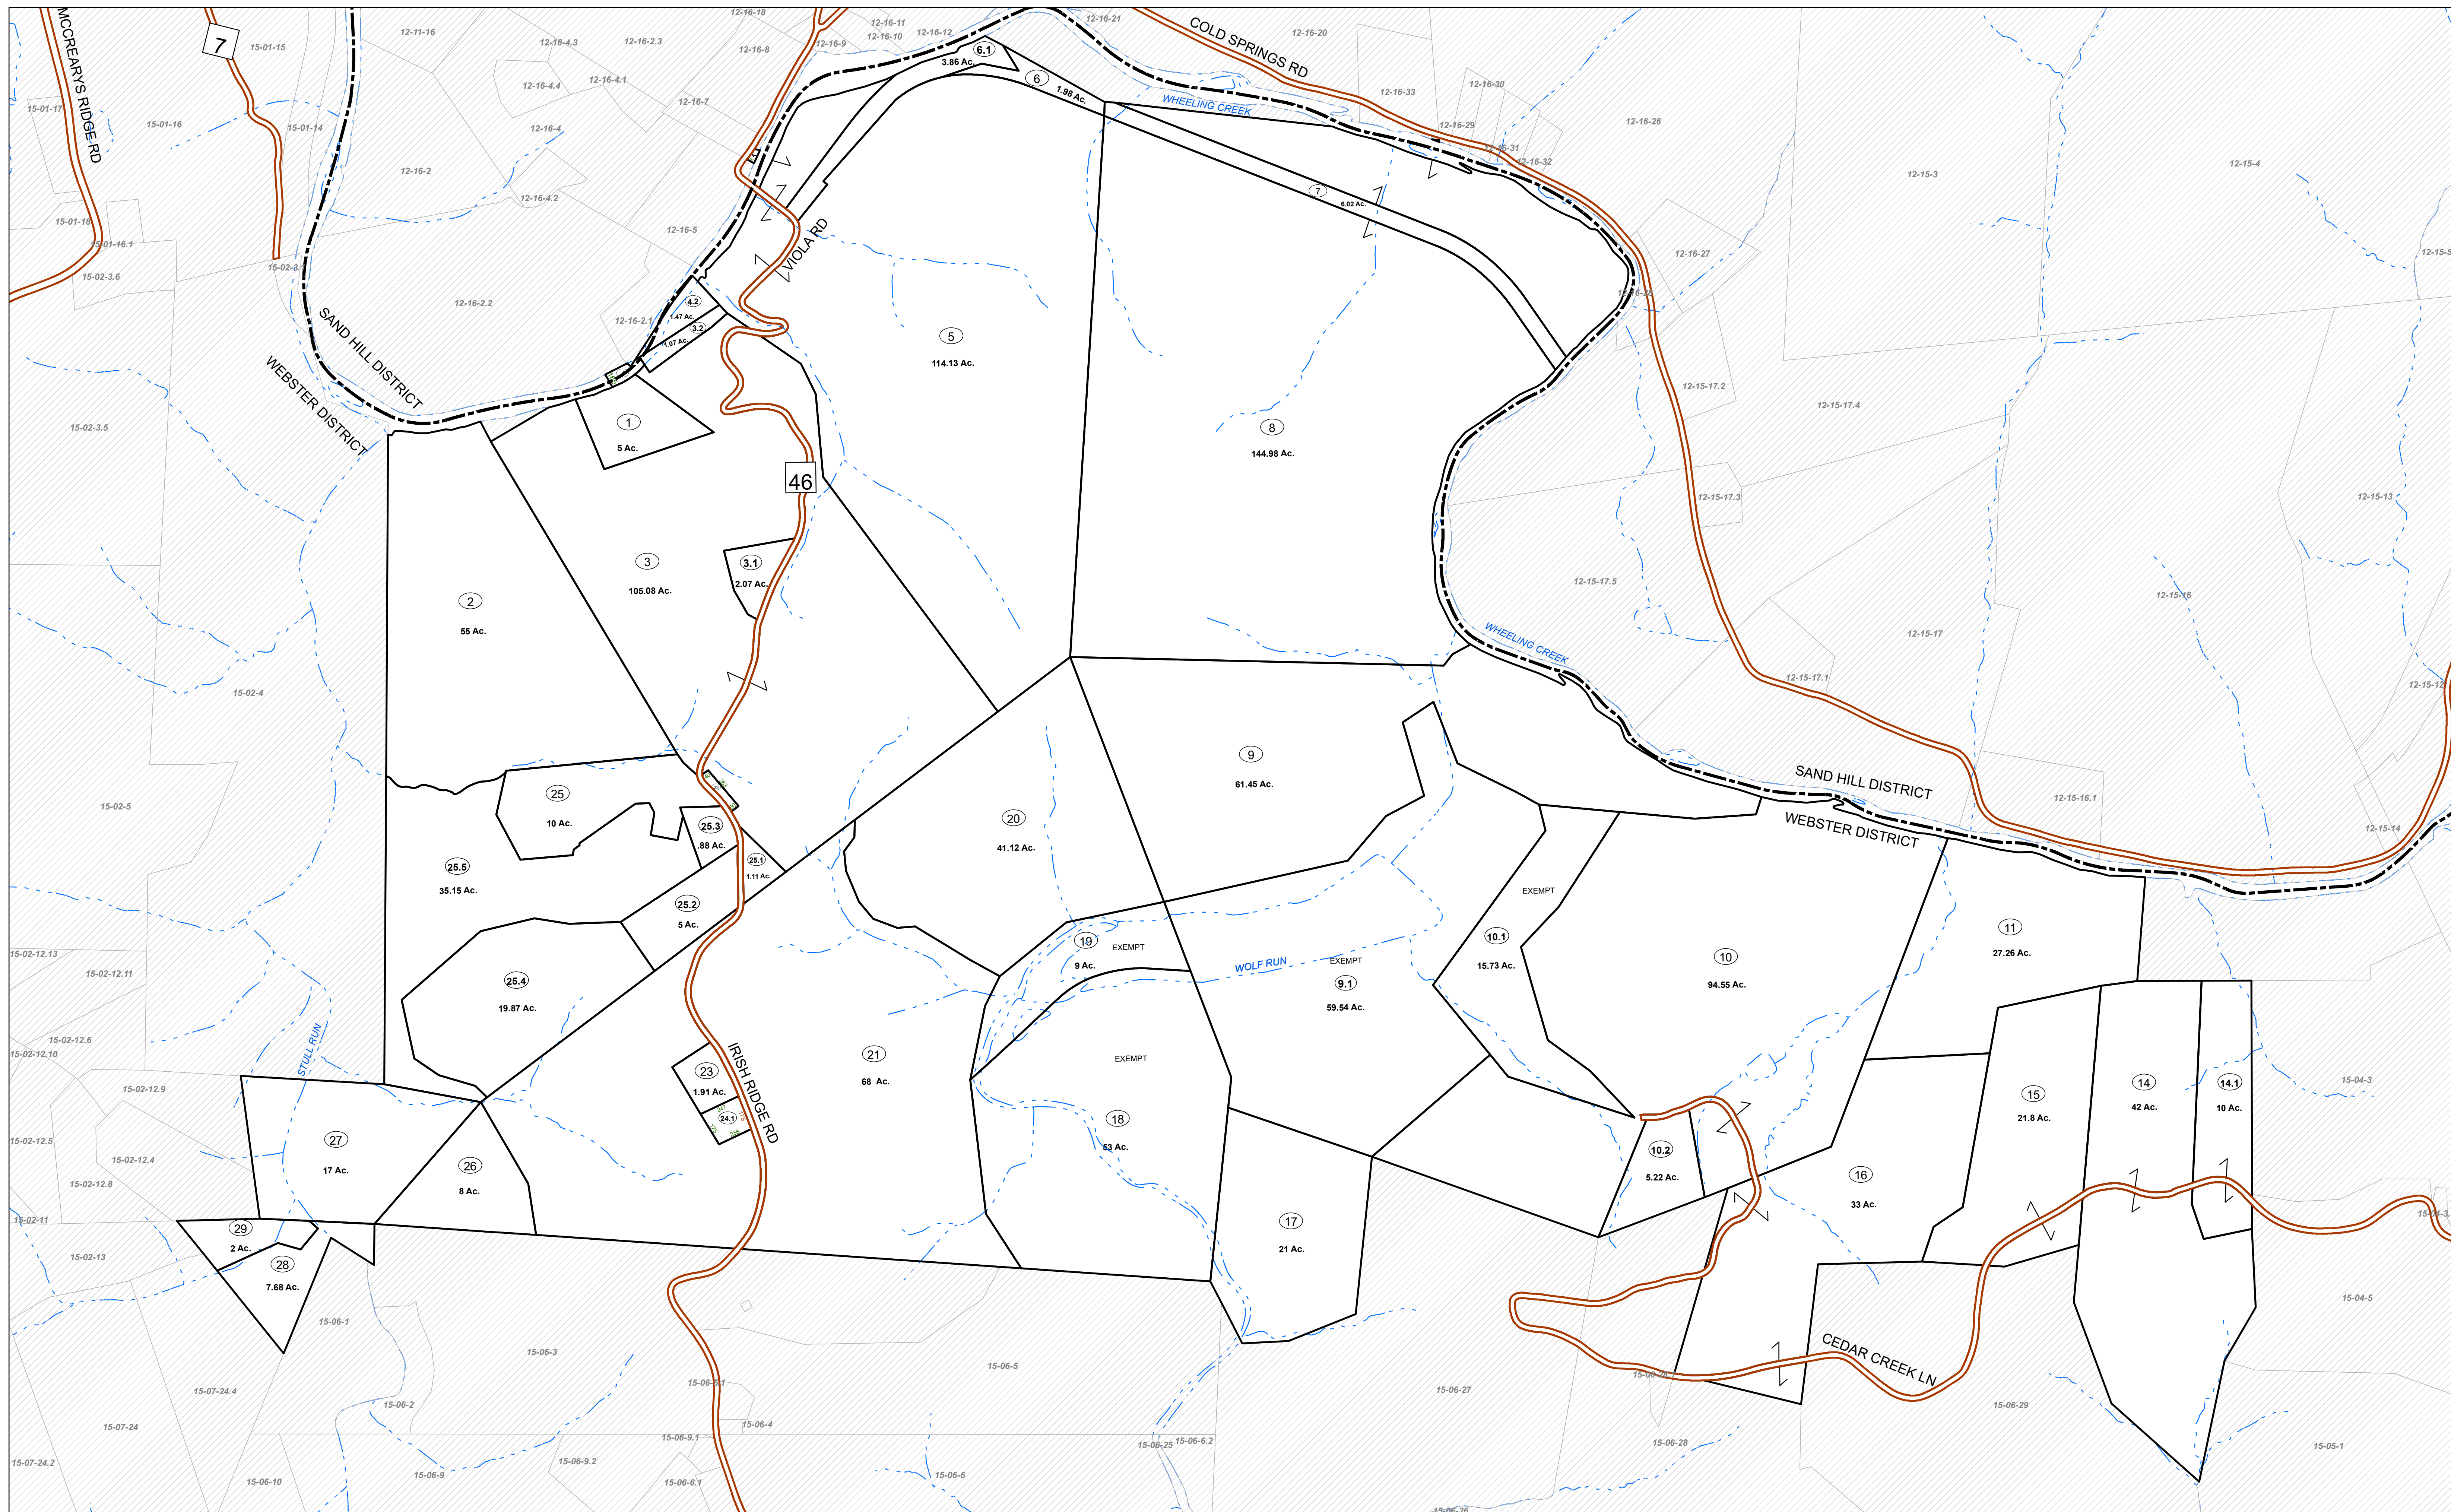 MCCREARYS RIDGE RD
7
15-01-15
12-11-16
12-16-4.3
12-16-2.3
12-16-18
12-16-8
12-16-9
12-16-11
12-16-10
12-16-12
12-16-21
COLD SPRINGS RD
12-16-20
6.1
3.86 Ac.
6
1.98 Ac.
12-16-4.4
12-16-4.1
12-16-7
15-01-17
15-01-16
15-01-14
12-16-4
12-16-2
12-16-4.2
WHEELING CREEK
12-16-33
12-16-30
12-16-29
12-16-31
12-16-32
12-16-26
12-15-3
12-15-4
7
6.02 Ac.
15-01-18
15-01-16.1
15-02-3.6
12-16-5
VIOLA RD
12-16-27
12-15-5
12-16-28
12-16-2.2
12-16-2.1
4.2
1.47 Ac.
3.2
1.07 Ac.
SAND HILL DISTRICT
WEBSTER DISTRICT
5
114.13 Ac.
12-15-17.2
12-15-17.4
15-02-3.5
1
5 Ac.
8
144.98 Ac.
46
12-15-17.3
12-15-13
3
105.08 Ac.
3.1
2.07 Ac.
2
55 Ac.
12-15-17.5
12-15-16
WHEELING CREEK
12-15-17
12-15-17.1
12-15-12
15-02-4
9
61.45 Ac.
SAND HILL DISTRICT
WEBSTER DISTRICT
12-15-16.1
12-15-14
15-02-5
25
10 Ac.
25.3
.88 Ac.
25.1
1.11 Ac.
20
41.12 Ac.
25.5
35.15 Ac.
EXEMPT
25.2
5 Ac.
10.1
15.73 Ac.
11
27.26 Ac.
19
EXEMPT
9 Ac.
WOLF RUN
EXEMPT
9.1
59.54 Ac.
10
94.55 Ac.
15-02-12.13
15-02-12.11
25.4
19.87 Ac.
15-02-12.6
15-02-12.10
STULL RUN
IRISH RIDGE RD
21
68 Ac.
EXEMPT
15-02-12.9
23
1.91 Ac.
24.1
15
21.8 Ac.
14
42 Ac.
14.1
10 Ac.
15-04-3
18
53 Ac.
15-02-12.5
15-02-12.4
27
17 Ac.
26
8 Ac.
10.2
5.22 Ac.
16
33 Ac.
15-02-12.8
15-02-11
29
2 Ac.
17
21 Ac.
15-02-13
28
7.68 Ac.
15-04-5
15-06-1
15-06-3
15-06-5
CEDAR CREEK LN
15-07-24.4
15-06-27
15-06-2
15-06-29
15-07-24
15-06-4
15-06-9.1
15-06-25
15-06-6.2
15-06-28
15-05-1
15-07-24.2
15-06-10
15-06-9
15-06-9.2
15-06-6.1
15-06-6
15-06-26